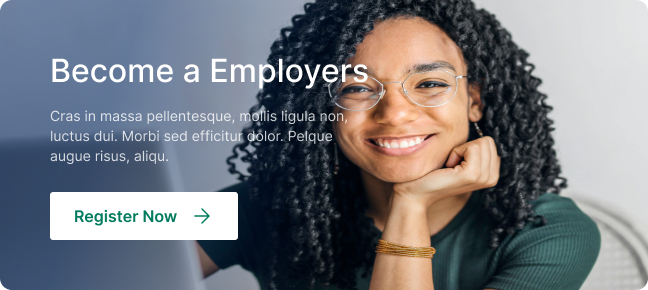 Become a Employers
Cras in massa pellentesque, mollis ligula non,
luctus dui. Morbi sed efficitur dolor. Pelque
augue risus, aliqu.
Register Now